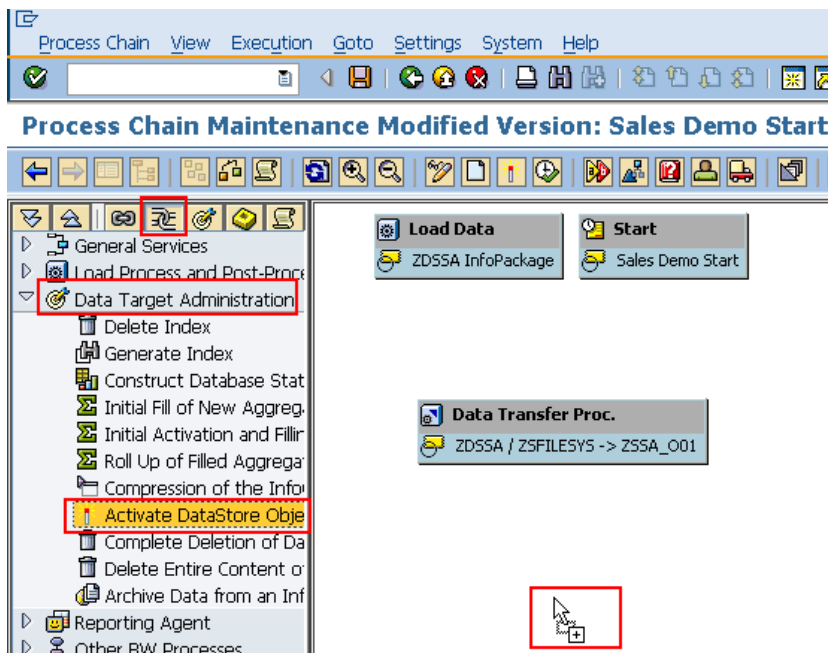 Process Chain View Execution Goto Settings System Help
Process Chain Maintenance Modified Version: Sales Demo Start
General Services
Load Process and Post-Proce
Data Target Administration
Delete Index
Generate Index
Construct Database Stat
Initial Fill of New Aggreg
Initial Activation and Fillin
Roll Up of Filled Aggrega
Compression of the Info
Activate DataStore Obje
Complete Deletion of Da
Delete Entire Content o
Archive Data from an Inf
Reporting Agent
Other BW Processes
Load Data
ZDSSA InfoPackage
Start
Sales Demo Start
Data Transfer Proc.
ZDSSA / ZSFILESYS -> ZSSA_O01